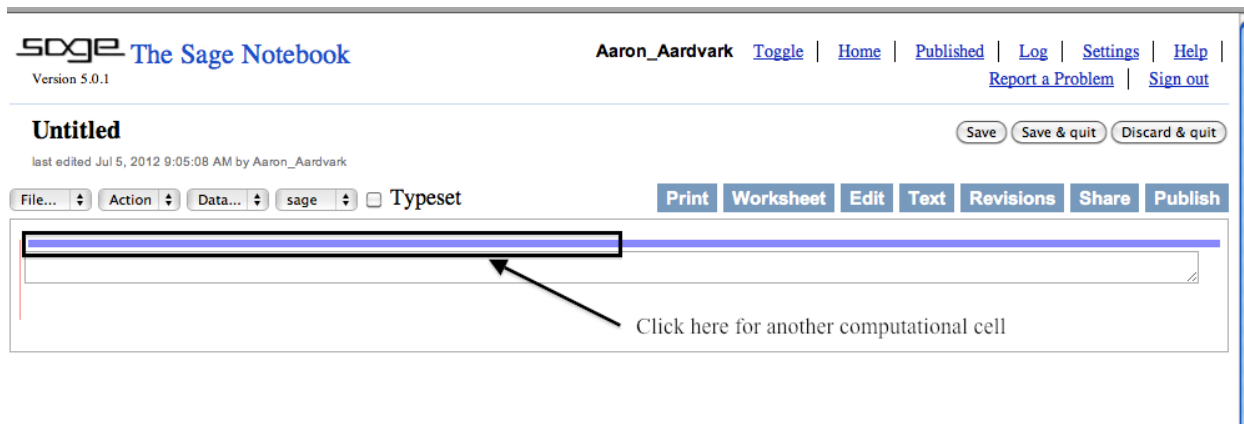 sage The Sage Notebook
Version 5.0.1
Aaron_Aardvark Toggle | Home | Published | Log | Settings | Help |
Report a Problem | Sign out
Untitled
last edited Jul 5, 2012 9:05:08 AM by Aaron_Aardvark
Save Save & quit Discard & quit
File... Action Data... sage Typeset
Print Worksheet Edit Text Revisions Share Publish
Click here for another computational cell